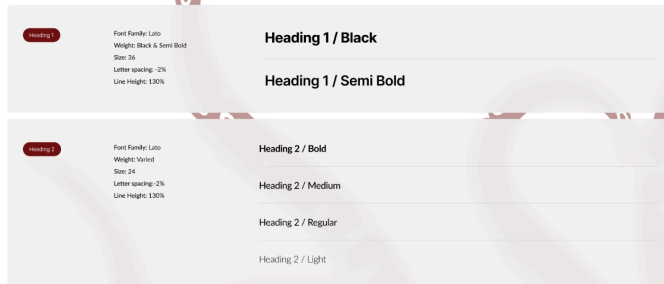 Heading 1
Font Family: Lato
Weight: Black & Semi Bold
Size: 36
Letter spacing: -2%
Line Height: 130%
Heading 1 / Black
Heading 1 / Semi Bold
Heading 2
Font Family: Lato
Weight: Varied
Size: 24
Letter spacing:-2%
Line Height: 130%
Heading 2 / Bold
Heading 2 / Medium
Heading 2 / Regular
Heading 2 / Light